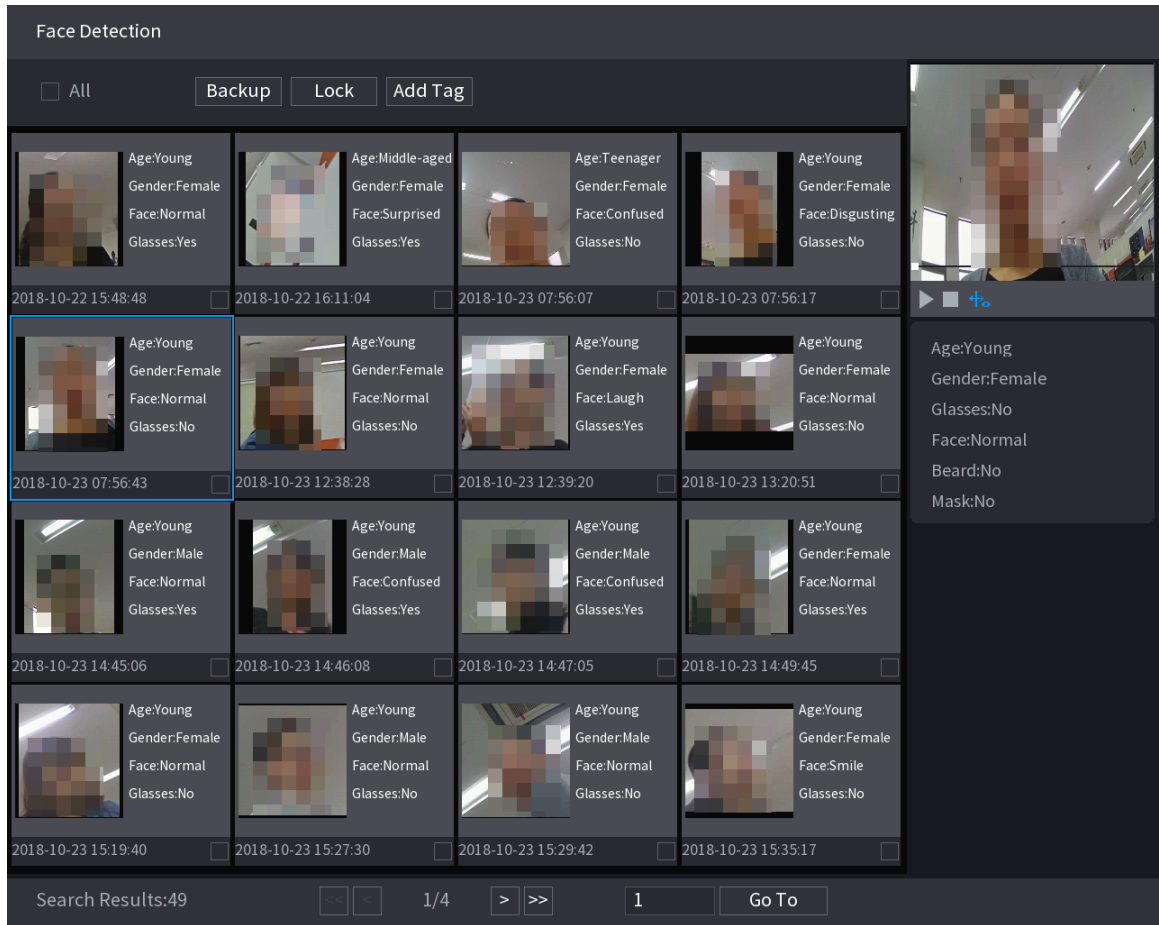 Face Detection
All Backup Lock Add Tag
Age:Young
Gender:Female
Face:Normal
Glasses:Yes
2018-10-22 15:48:48
Age:Middle-aged
Gender:Female
Face:Surprised
Glasses:Yes
2018-10-22 16:11:04
Age:Teenager
Gender:Female
Face:Confused
Glasses:No
2018-10-23 07:56:07
Age:Young
Gender:Female
Face:Disgusting
Glasses:No
2018-10-23 07:56:17
Age:Young
Gender:Female
Face:Normal
Glasses:No
2018-10-23 07:56:43
Age:Young
Gender:Female
Face:Normal
Glasses:No
2018-10-23 12:38:28
Age:Young
Gender:Female
Face:Laugh
Glasses:Yes
2018-10-23 12:39:20
Age:Young
Gender:Female
Face:Normal
Glasses:No
2018-10-23 13:20:51
Age:Young
Gender:Male
Face:Normal
Glasses:Yes
2018-10-23 14:45:06
Age:Young
Gender:Male
Face:Confused
Glasses:Yes
2018-10-23 14:46:08
Age:Young
Gender:Male
Face:Confused
Glasses:Yes
2018-10-23 14:47:05
Age:Young
Gender:Female
Face:Normal
Glasses:Yes
2018-10-23 14:49:45
Age:Young
Gender:Female
Face:Normal
Glasses:No
2018-10-23 15:19:40
Age:Young
Gender:Male
Face:Normal
Glasses:No
2018-10-23 15:27:30
Age:Young
Gender:Male
Face:Normal
Glasses:No
2018-10-23 15:29:42
Age:Young
Gender:Female
Face:Smile
Glasses:No
2018-10-23 15:35:17
Age:Young
Gender:Female
Glasses:No
Face:Normal
Beard:No
Mask:No
Search Results:49 << < 1/4 > >> 1 Go To